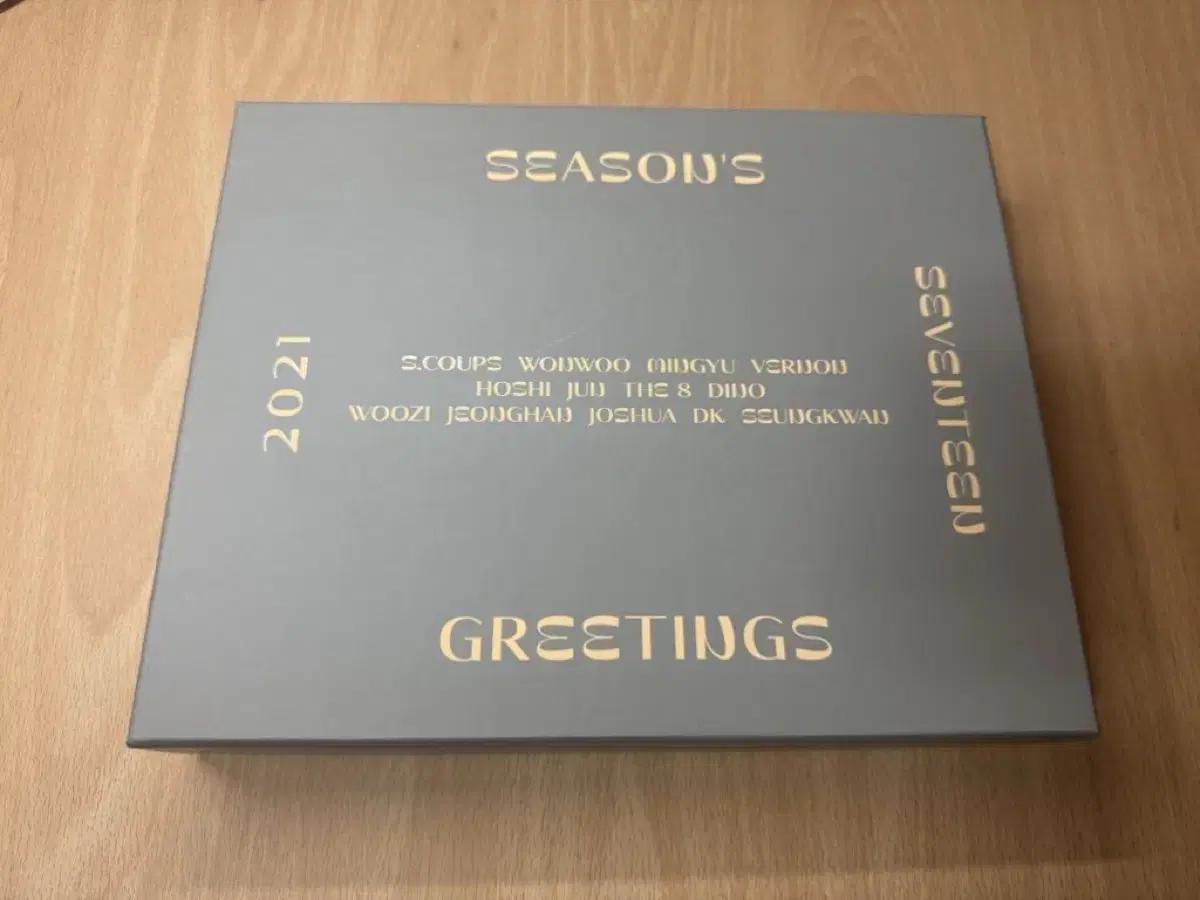 SEASON'S
SEVENTEEN
2021
S.COUPS WONWOO MINGYU VERNON
HOSHI JUN THE 8 DINO
WOOZI JEONGHAN JOSHUA DK SEUNGKWAN
GREETINGS